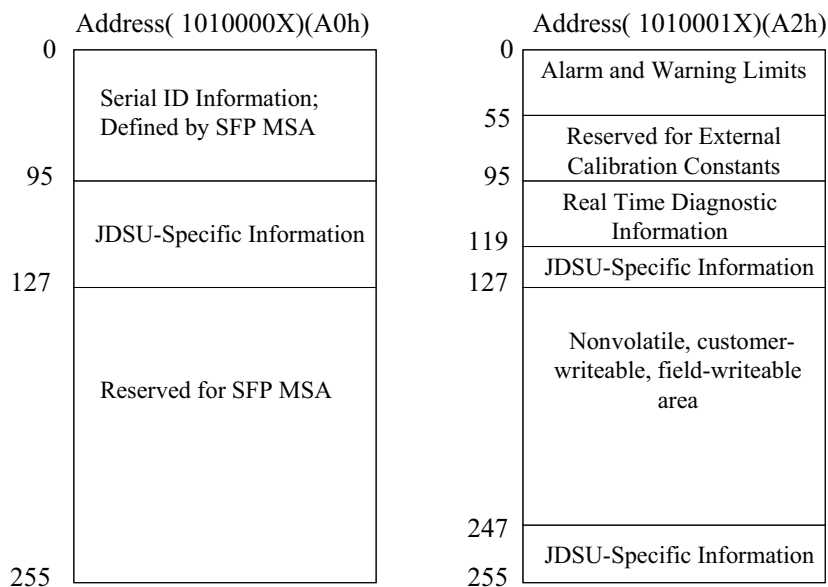 Address( 1010000X)(A0h)
0
Serial ID Information;
Defined by SFP MSA
95
JDSU-Specific Information
127
Reserved for SFP MSA
255
Address( 1010001X)(A2h)
0
Alarm and Warning Limits
55
Reserved for External
Calibration Constants
95
Real Time Diagnostic
Information
119
JDSU-Specific Information
127
Nonvolatile, customer-
writeable, field-writeable
area
247
JDSU-Specific Information
255